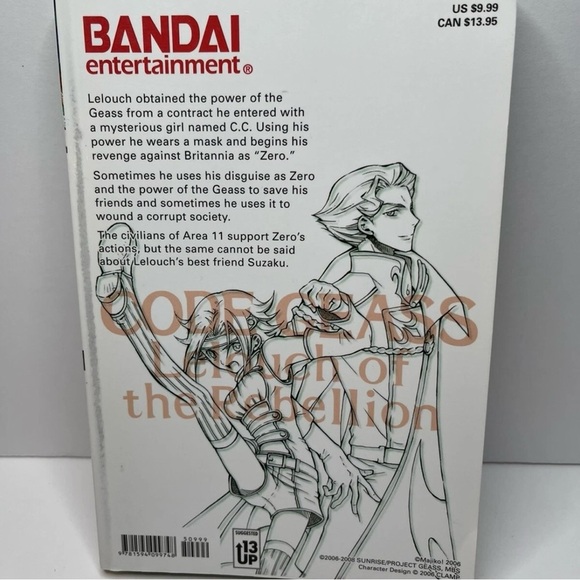 US $9.99
CAN $13.95
BANDAI
entertainment®
Lelouch obtained the power of the
Geass from a contract he entered with
a mysterious girl named C.C. Using his
power he wears a mask and begins his
revenge against Britannia as “Zero.”
Sometimes he uses his disguise as Zero
and the power of the Geass to save his
friends and sometimes he uses it to
wound a corrupt society.
The civilians of Area 11 support Zero's
actions, but the same cannot be said
about Lelouch's best friend Suzaku.
CODE GEASS
Lelouch of
the Rebellion
50999
9781594099748
SUGGESTED
t13
UP
©Majiko! 2006
©2006-2008 SUNRISE/PROJECT GEASS, MBS
Character Design © 2006 CLAMP